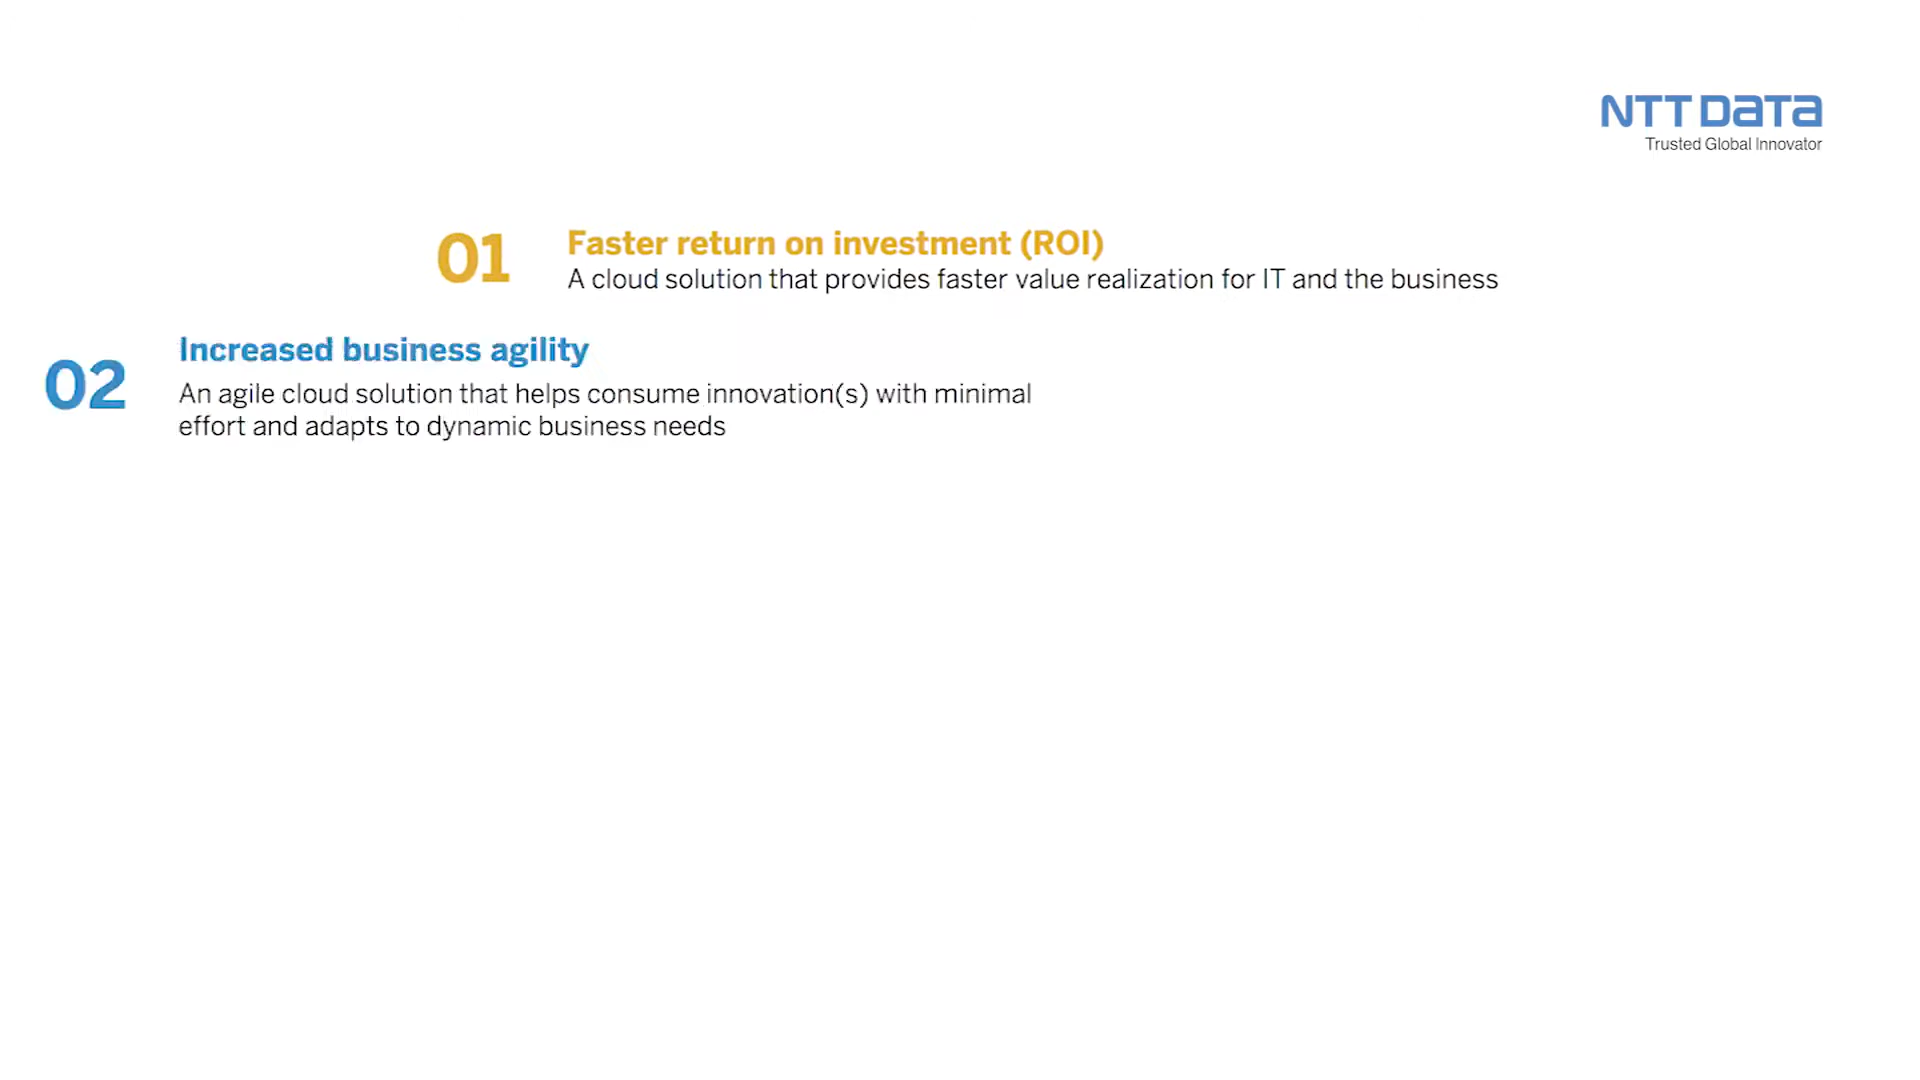 NTT DATA
Trusted Global Innovator
01
Faster return on investment (ROI)
A cloud solution that provides faster value realization for IT and the business
02
Increased business agility
An agile cloud solution that helps consume innovation(s) with minimal
effort and adapts to dynamic business needs